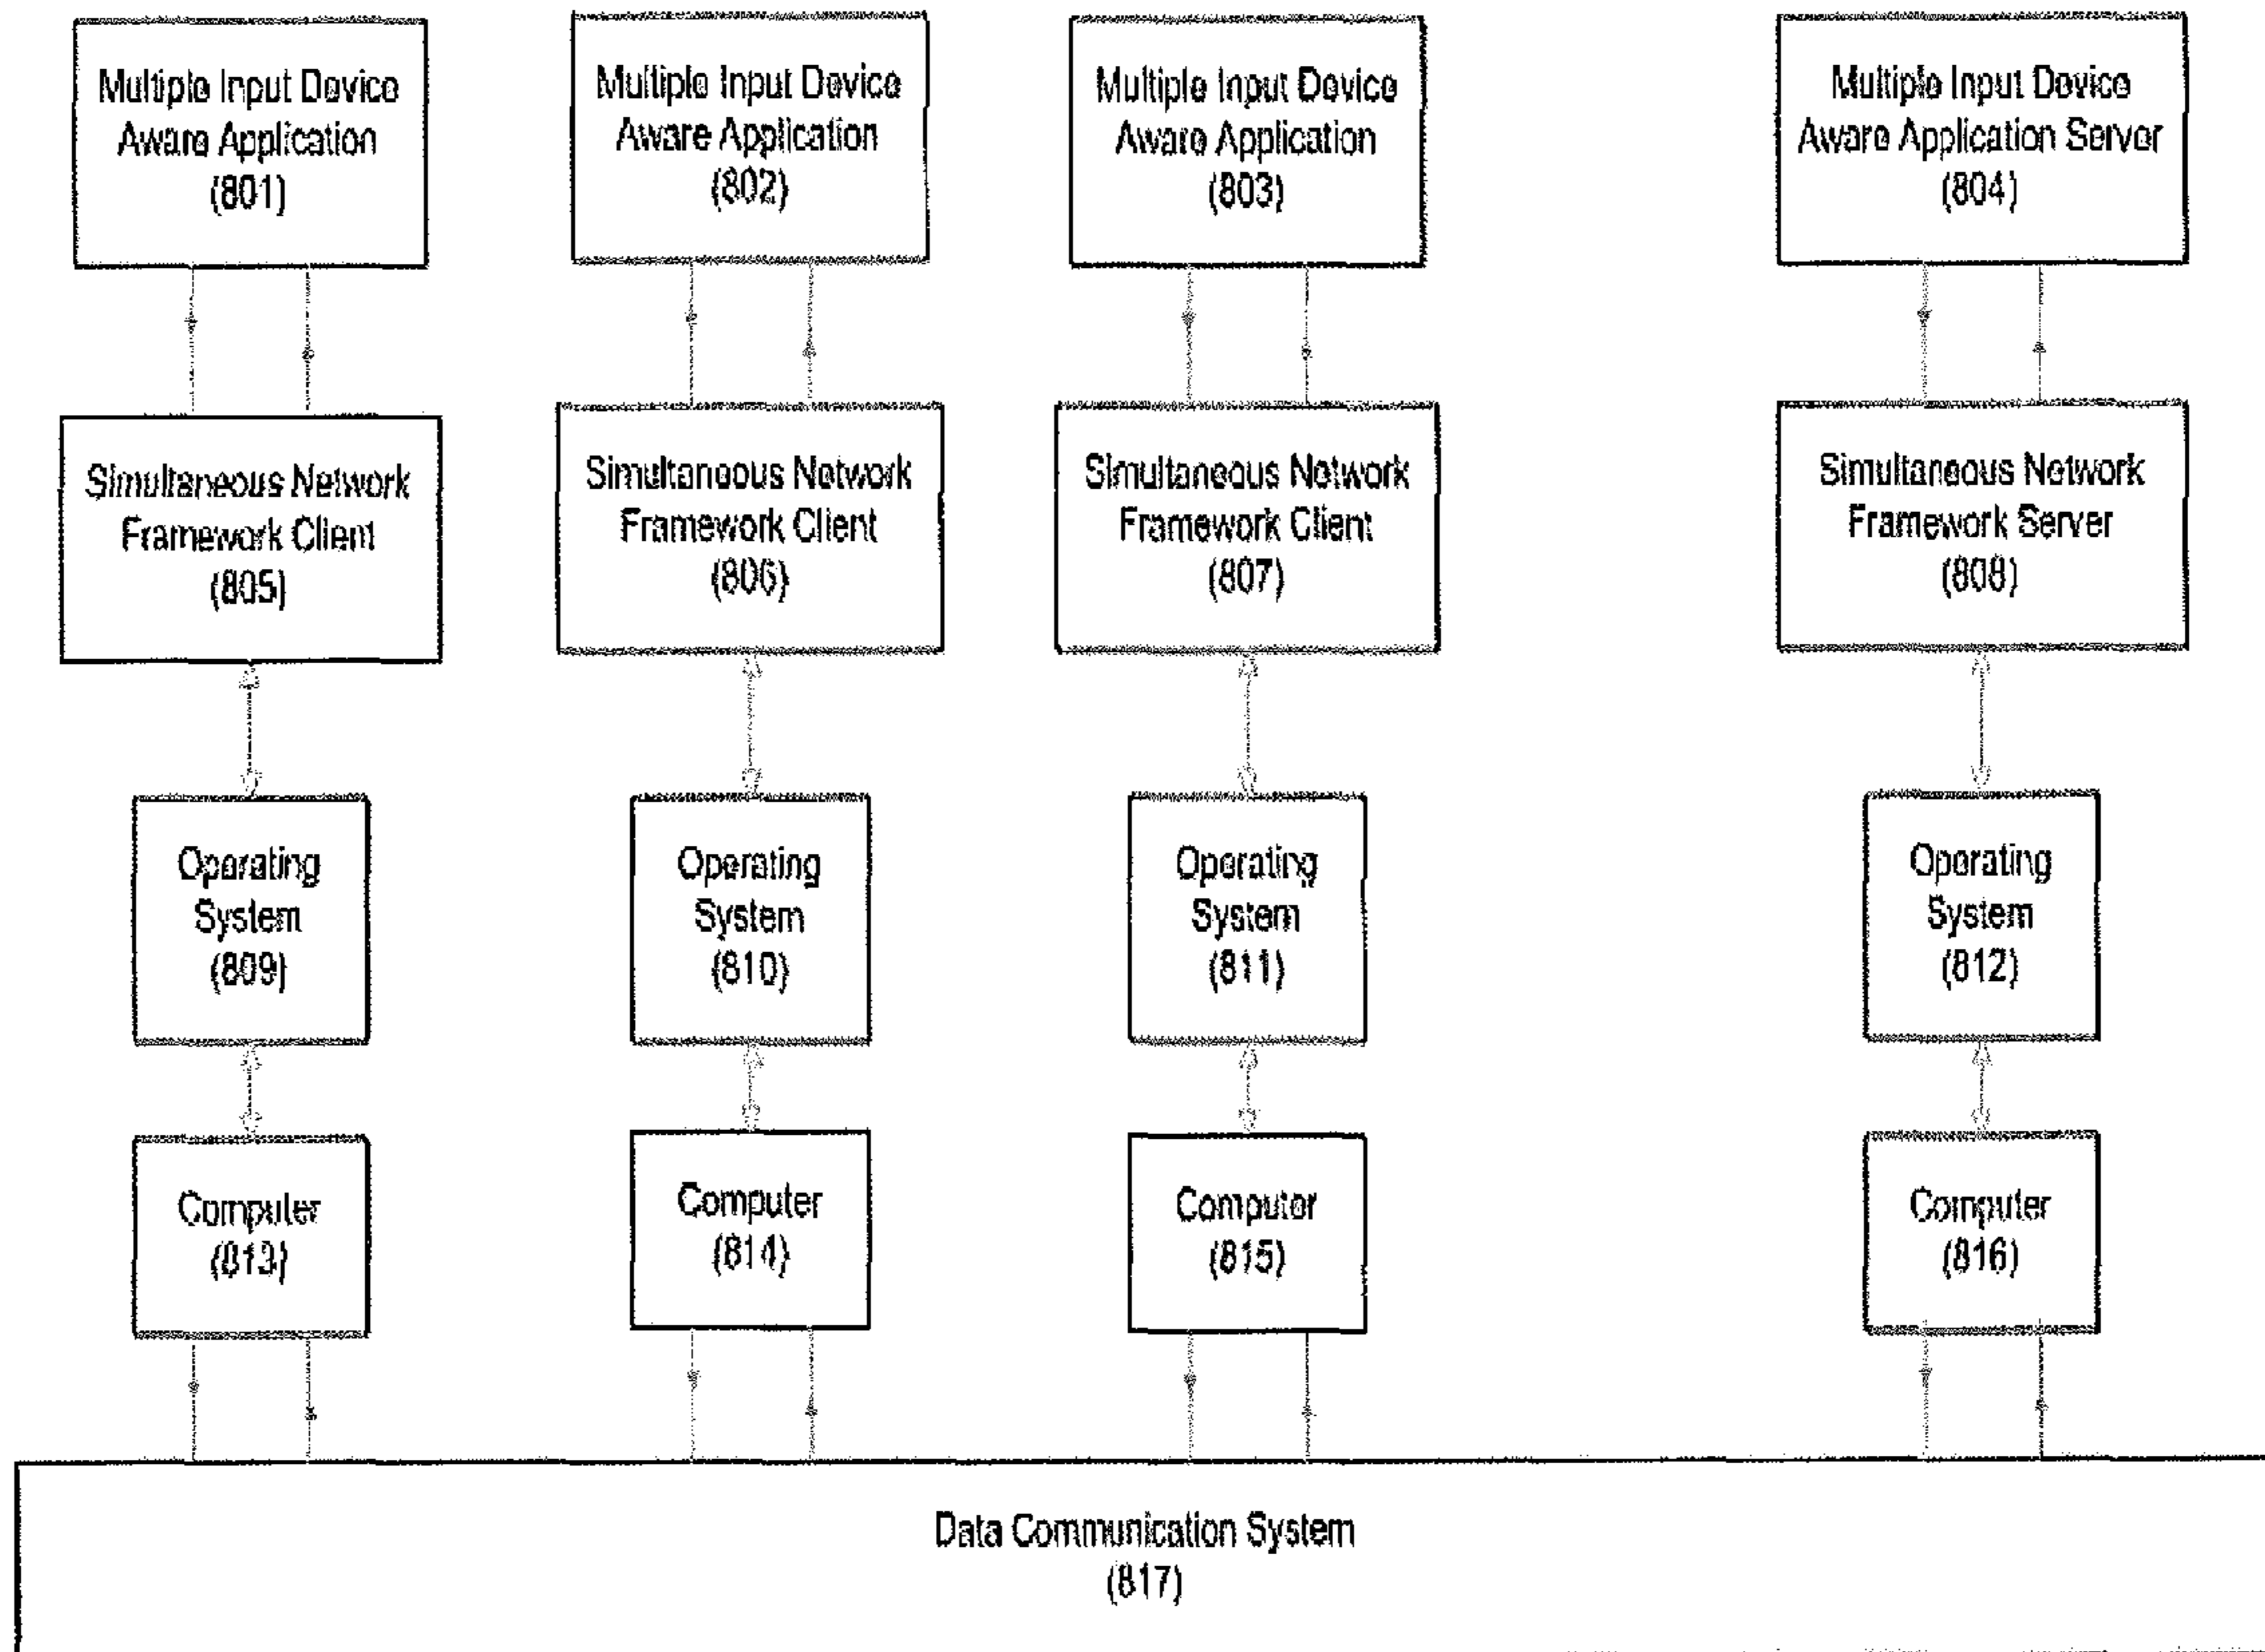 Multiple Input Device
Aware Application
(801)
Multiple Input Device
Aware Application
(802)
Multiple Input Device
Aware Application
(803)
Multiple Input Device
Aware Application Server
(804)
Simultaneous Network
Framework Client
(805)
Simultaneous Network
Framework Client
(806)
Simultaneous Network
Framework Client
(807)
Simultaneous Network
Framework Server
(808)
Operating
System
(809)
Operating
System
(810)
Operating
System
(811)
Operating
System
(812)
Computer
(813)
Computer
(814)
Computer
(815)
Computer
(816)
Data Communication System
(817)